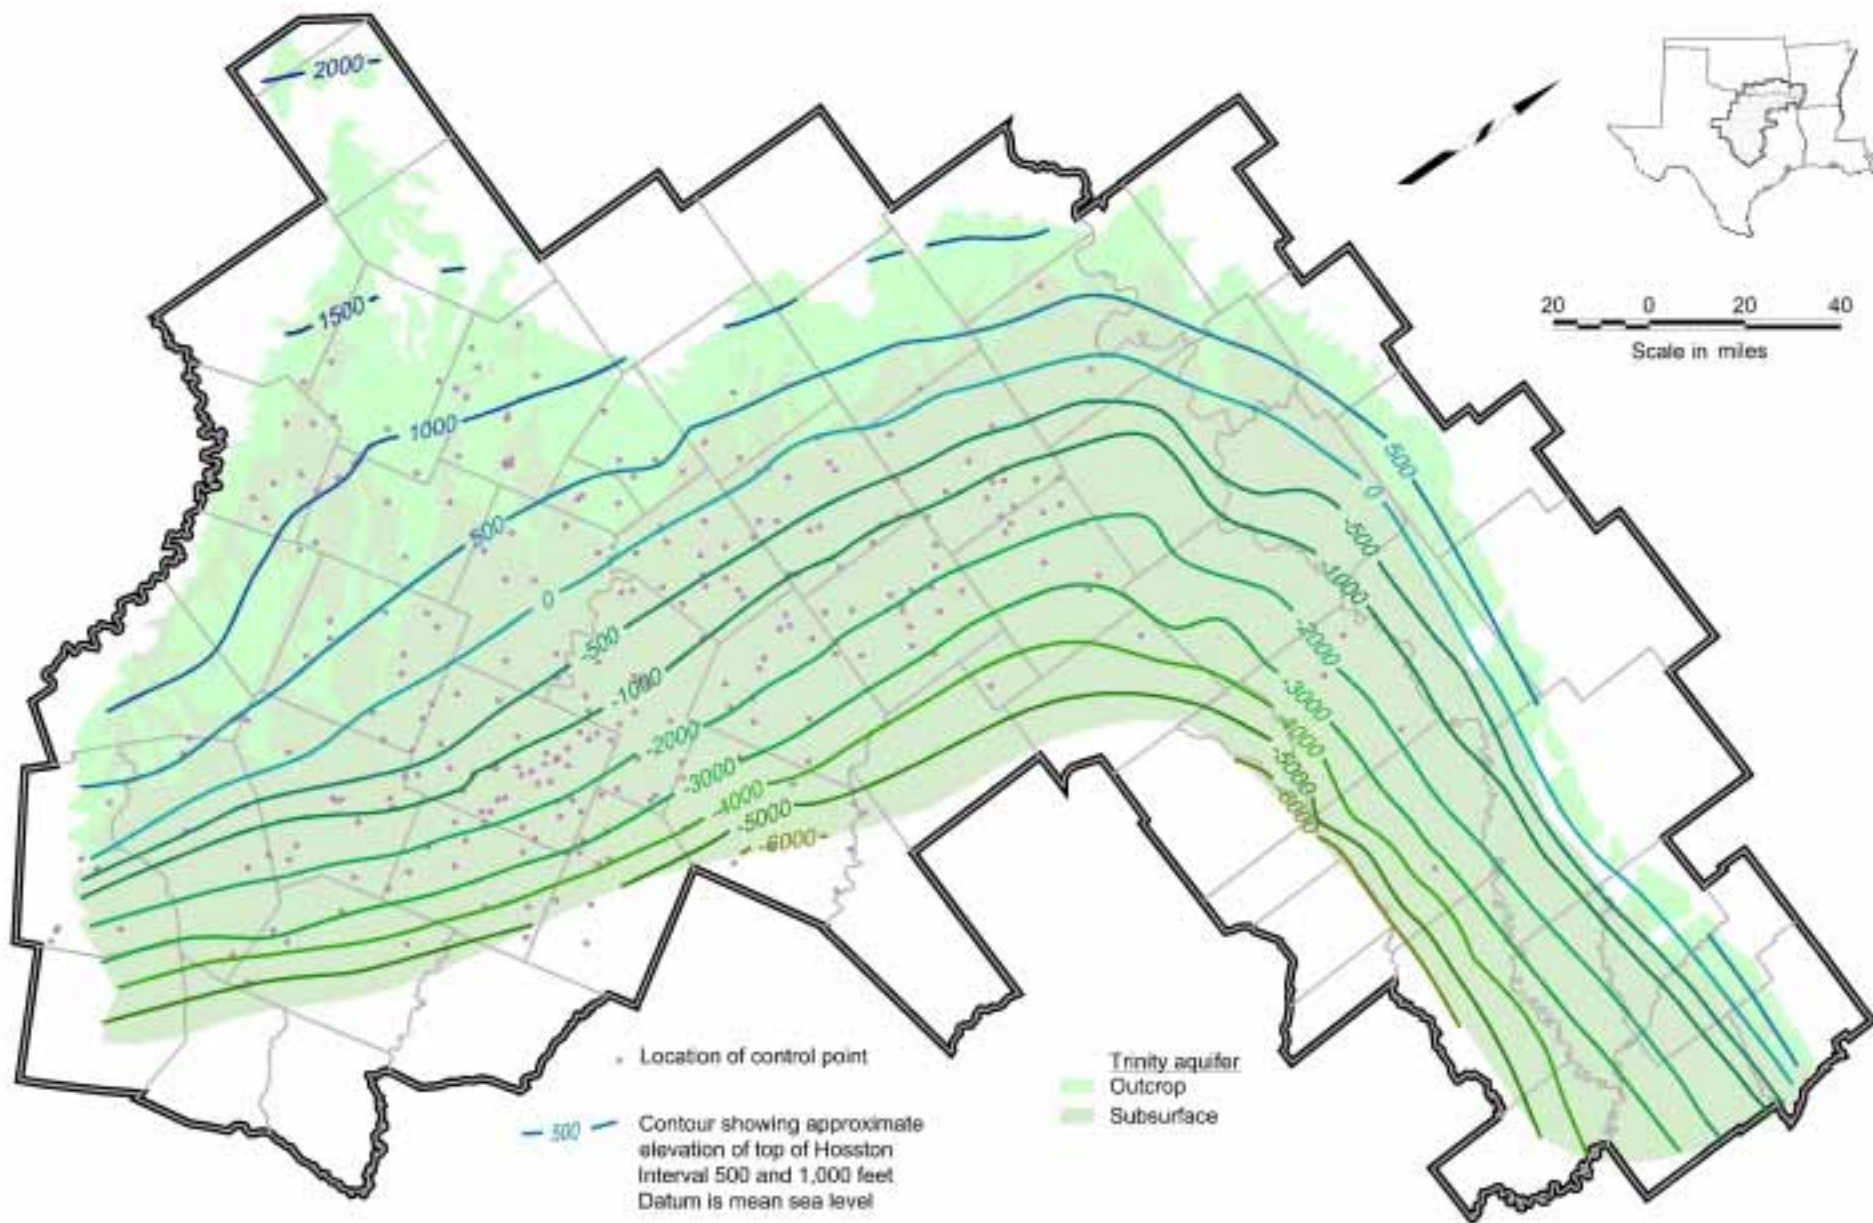 2000
1500
1000
500
0
-500
-1000
-2000
-3000
-4000
-5000
-6000
500
0
-500
-1000
-2000
-3000
-4000
-5000
-6000
20 0 20 40
Scale in miles
Location of control point
500
Contour showing approximate
elevation of top of Hosston
Interval 500 and 1,000 feet
Datum is mean sea level
Trinity aquifer
Outcrop
Subsurface